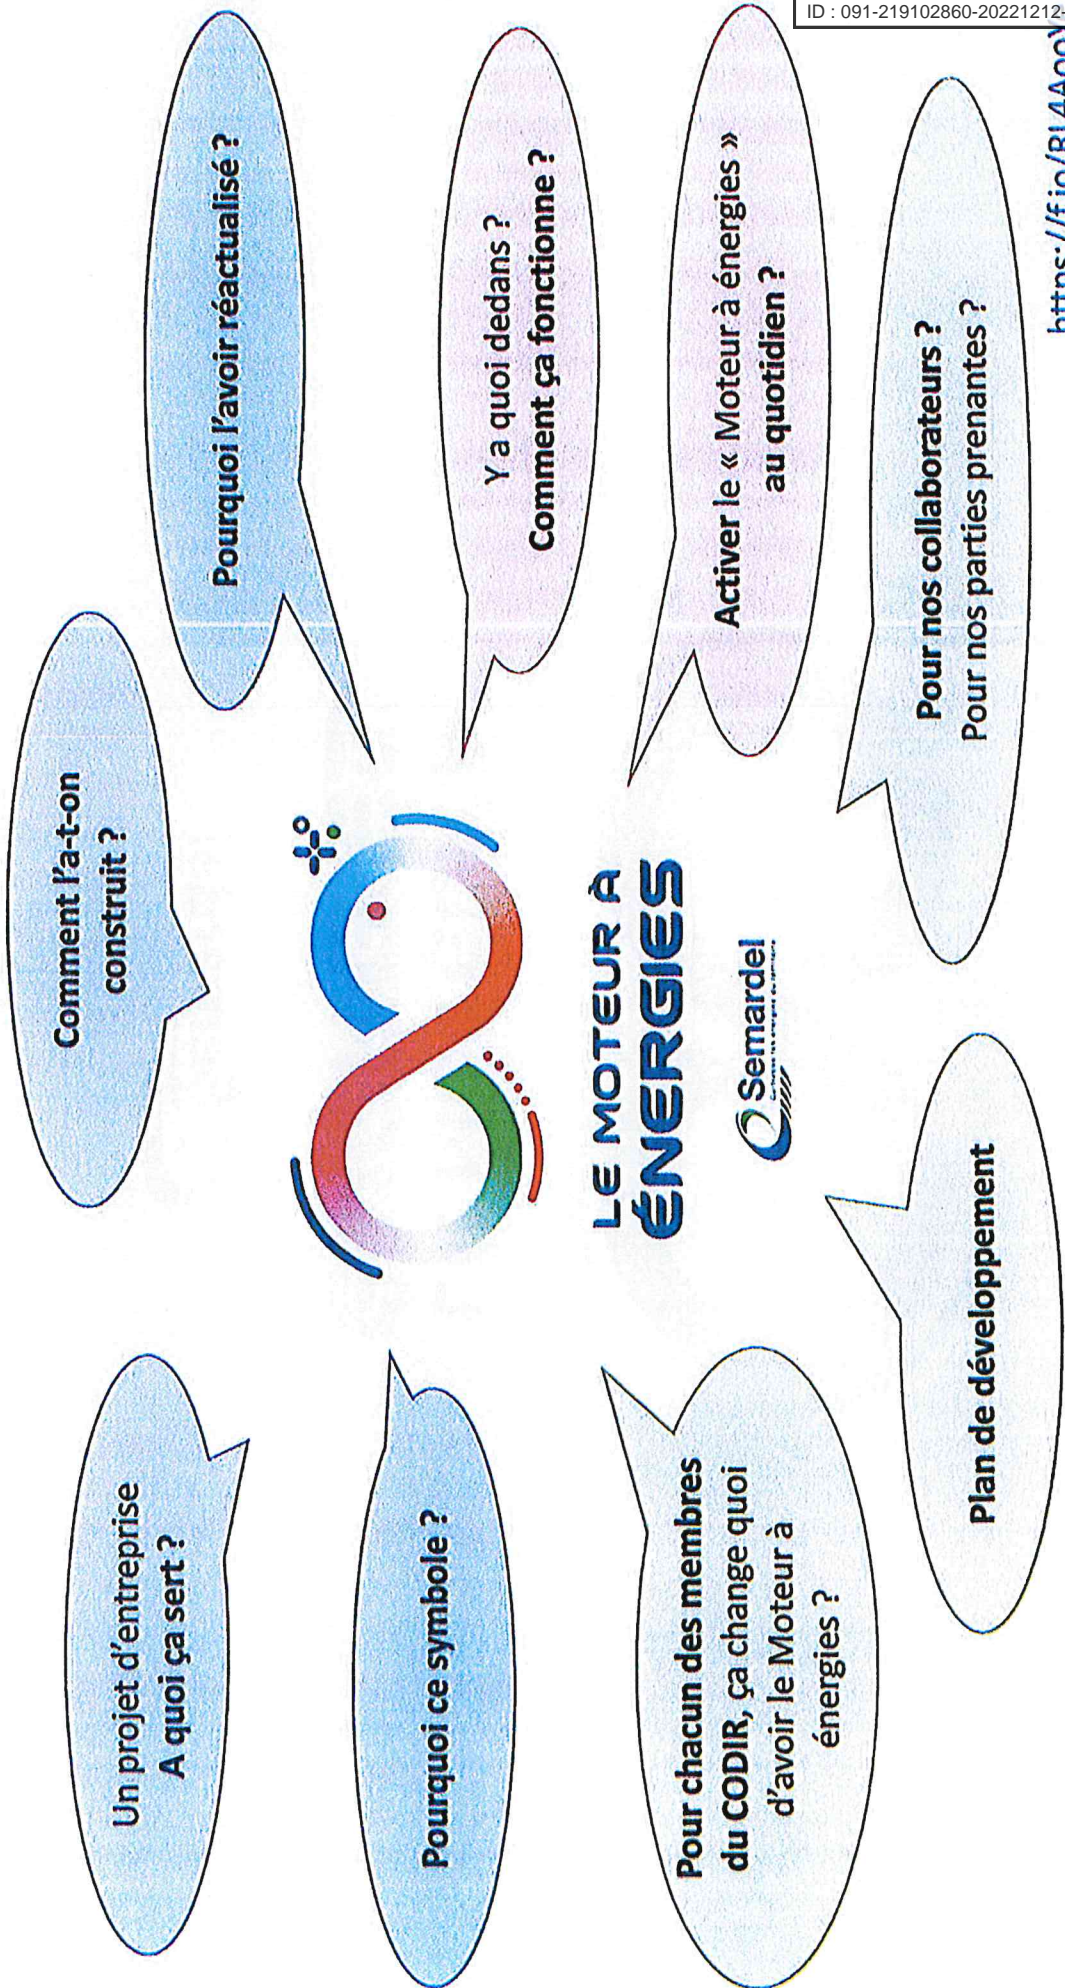 ID : 091-219102860-20221212-
Un projet d'entreprise
A quoi ça sert ?
Comment l'a-t-on
construit ?
Pourquoi l'avoir réactualisé ?
Pourquoi ce symbole ?
Y a quoi dedans ?
Comment ça fonctionne ?
LE MOTEUR À
ÉNERGIES
Semardel
Activer le « Moteur à énergies »
au quotidien ?
Pour chacun des membres
du CODIR, ça change quoi
d'avoir le Moteur à
énergies ?
Pour nos collaborateurs ?
Pour nos parties prenantes ?
Plan de développement